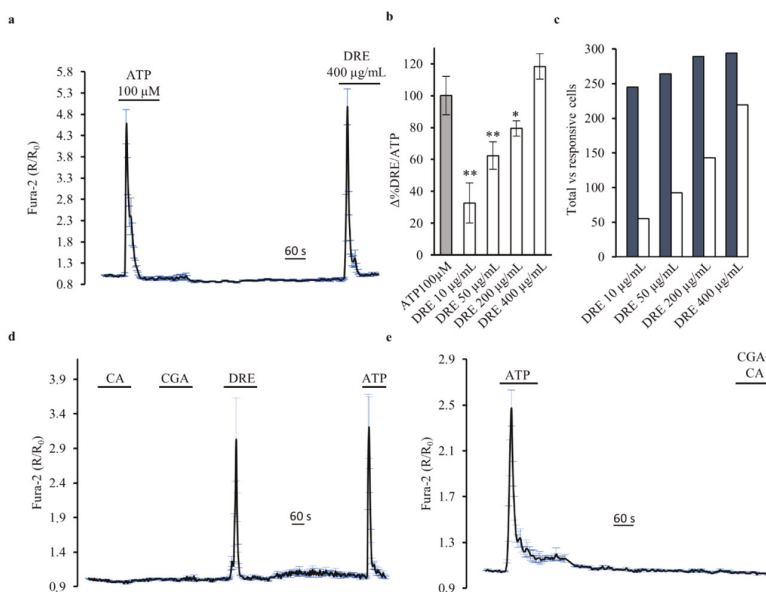 a
ATP
100 µM
DRE
400 µg/mL
5.8
5.3
4.8
4.3
3.8
3.3
2.8
2.3
1.8
1.3
0.8
Fura-2 (R/R0)
60 s
b
120
100
80
60
40
20
0
Δ%DRE/ATP
**
**
*
ATP100µM
DRE 10 µg/mL
DRE 50 µg/mL
DRE 200 µg/mL
DRE 400 µg/mL
c
300
250
200
150
100
50
0
Total vs responsive cells
DRE 10 µg/mL
DRE 50 µg/mL
DRE 200 µg/mL
DRE 400 µg/mL
d
CA
CGA
DRE
ATP
3.9
3.4
2.9
2.4
1.9
1.4
0.9
Fura-2 (R/R0)
60 s
e
ATP
CGA
CA
2.9
2.5
2.1
1.7
1.3
0.9
Fura-2 (R/R0)
60 s